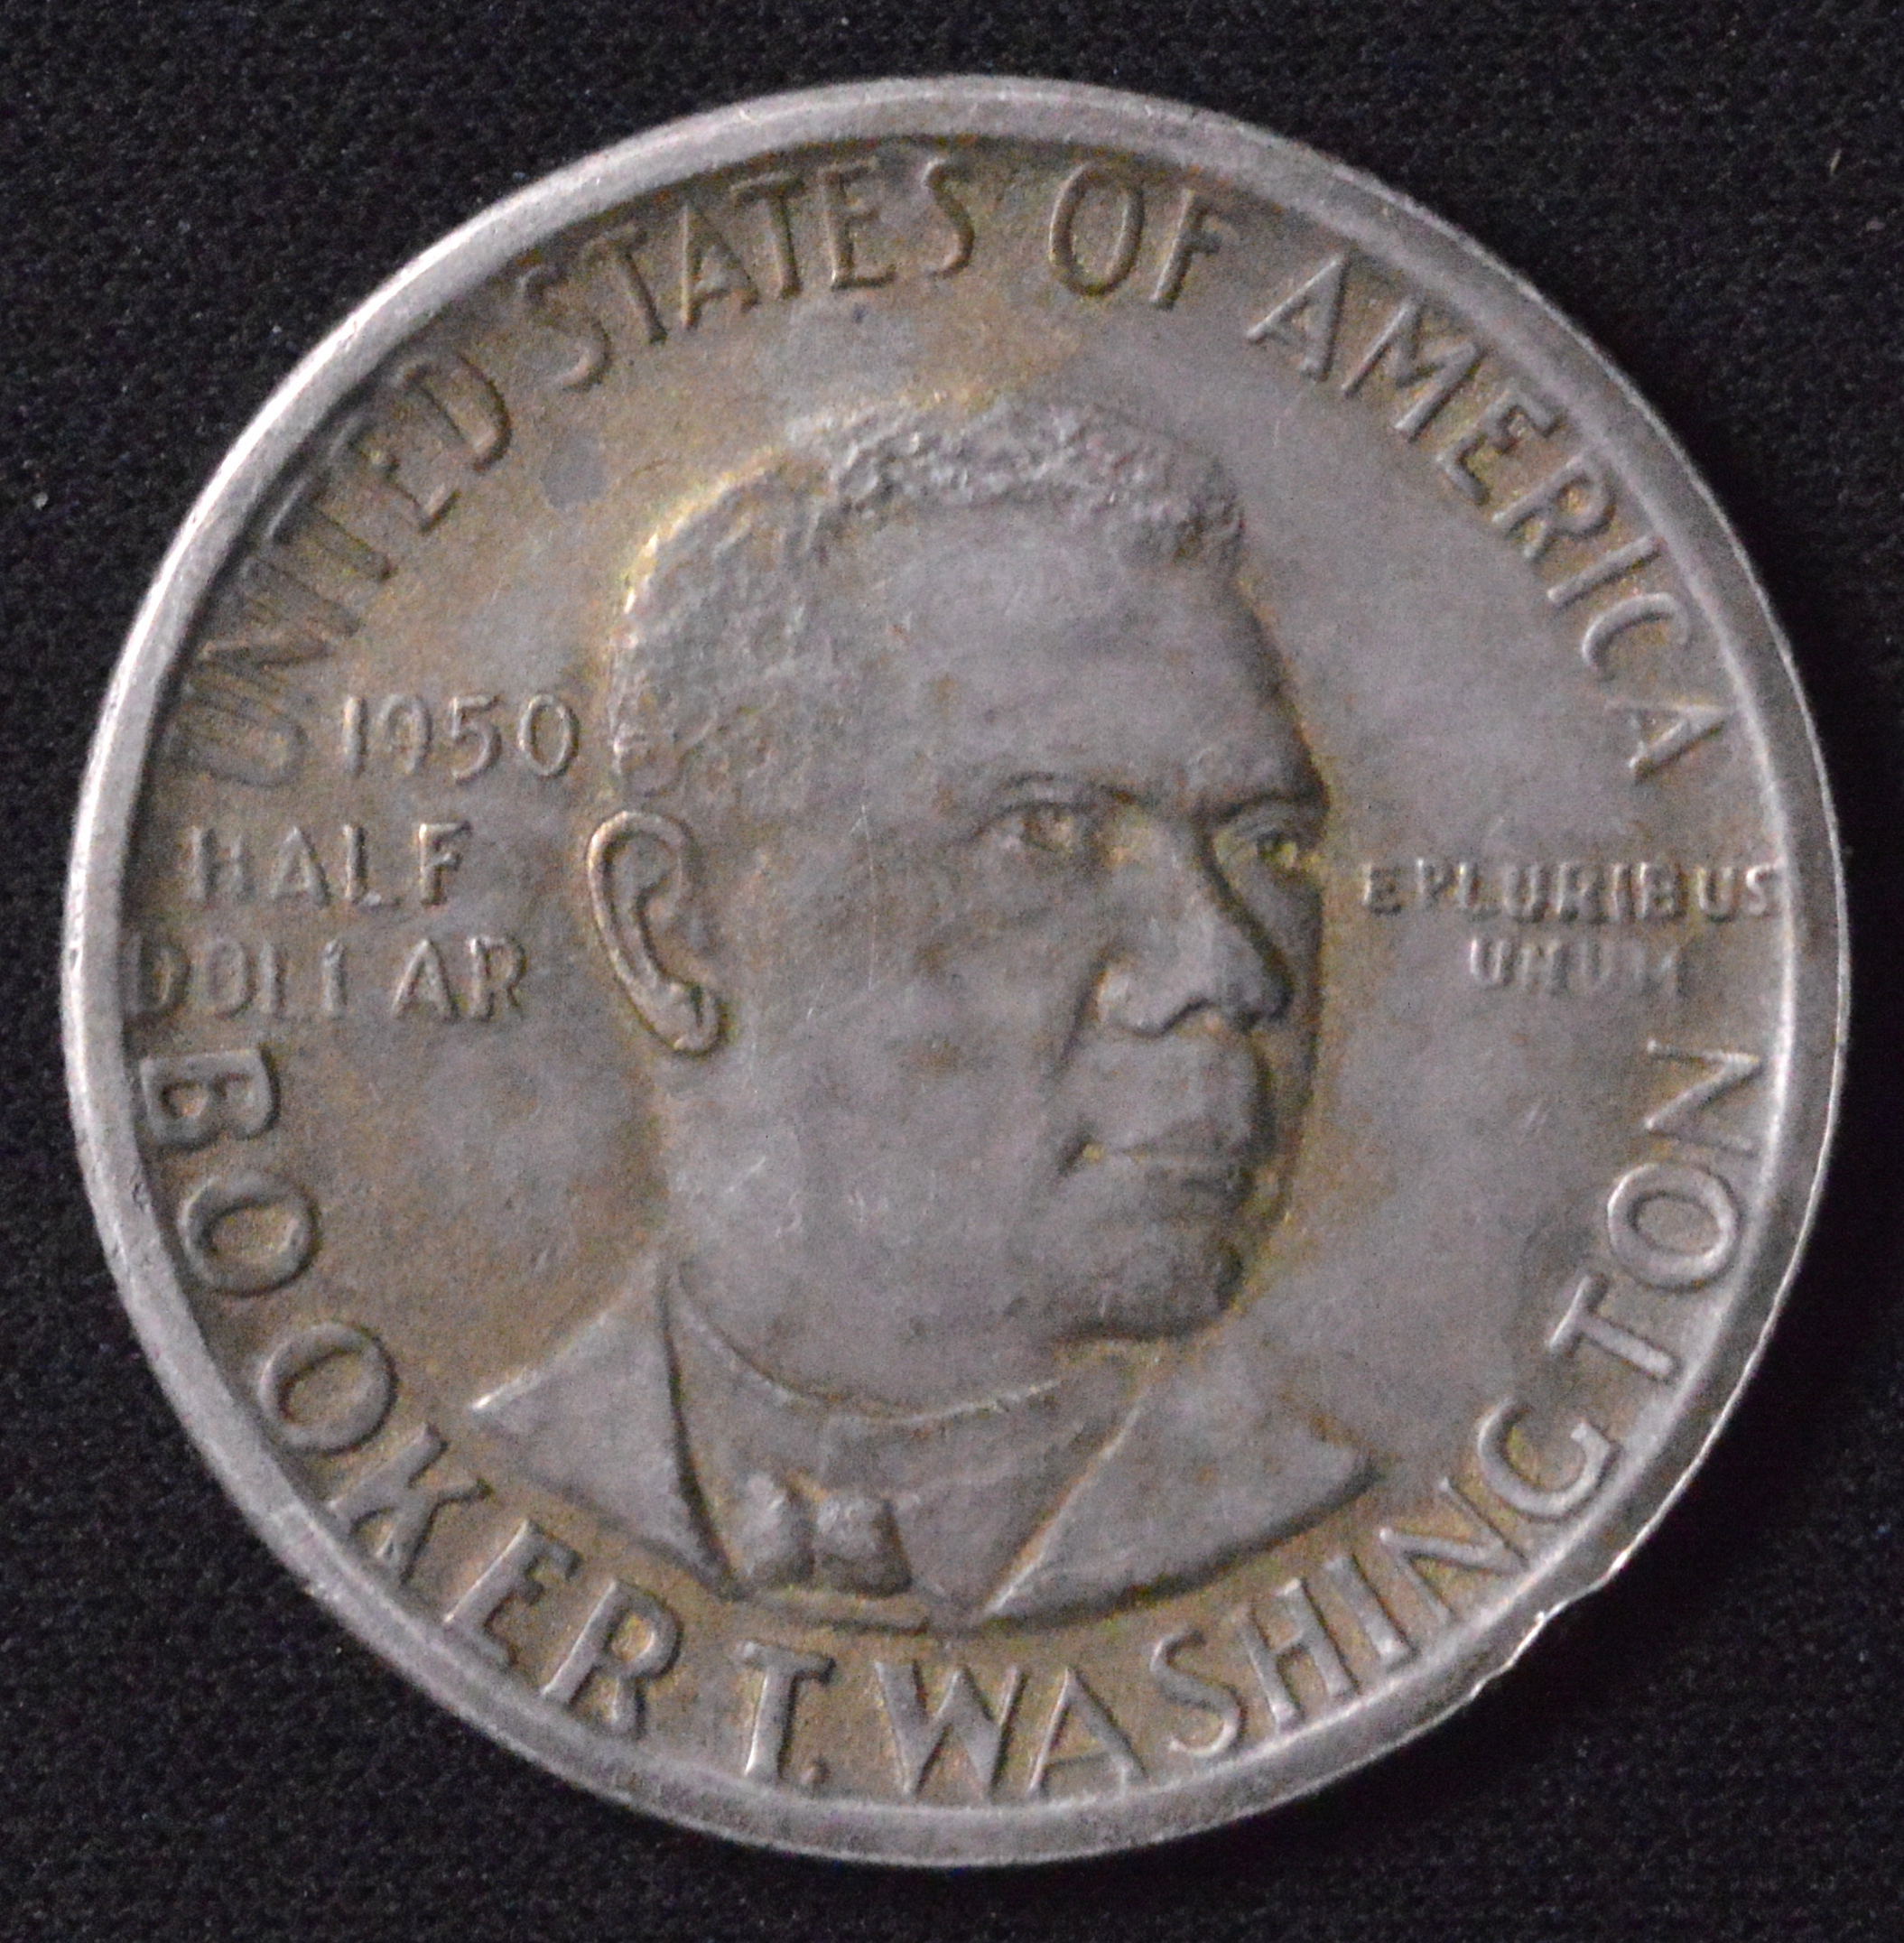 UNITED STATES OF AMERICA
1950
HALF
DOLLAR
E PLURIBUS
UNUM
BOOKER T. WASHINGTON